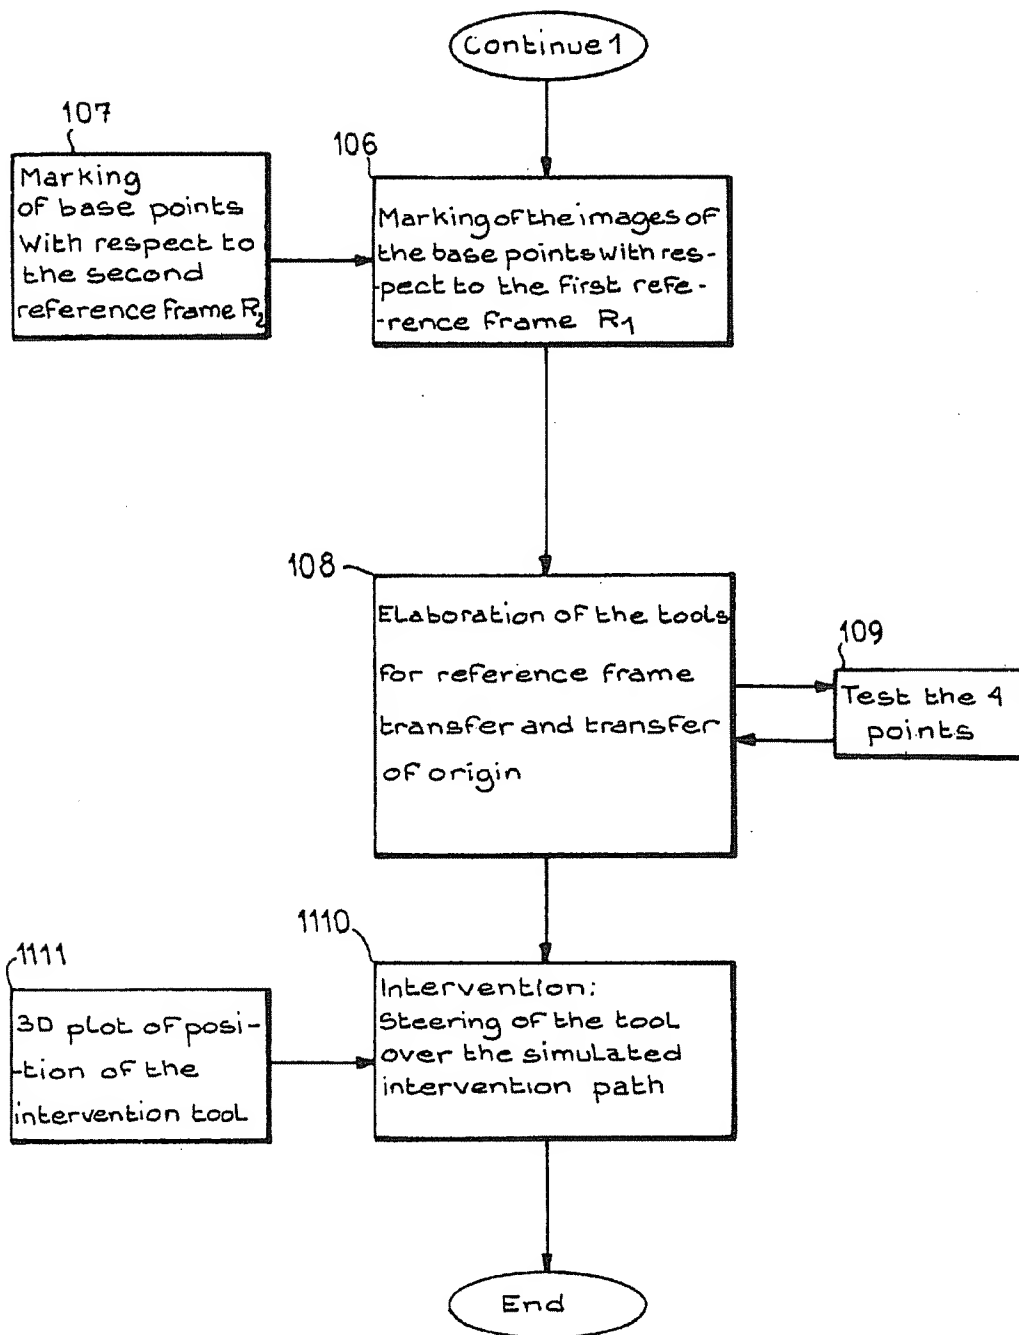 Continue 1
107
Marking
of base points
With respect to
the second
reference frame R2
106
Marking of the images of
the base points with res-
-pect to the first refe-
-rence frame R1
108
Elaboration of the tools
for reference frame
transfer and transfer
of origin
109
Test the 4
points
1110
Intervention:
Steering of the tool
over the simulated
intervention path
1111
3D plot of posi-
-tion of the
intervention tool
End